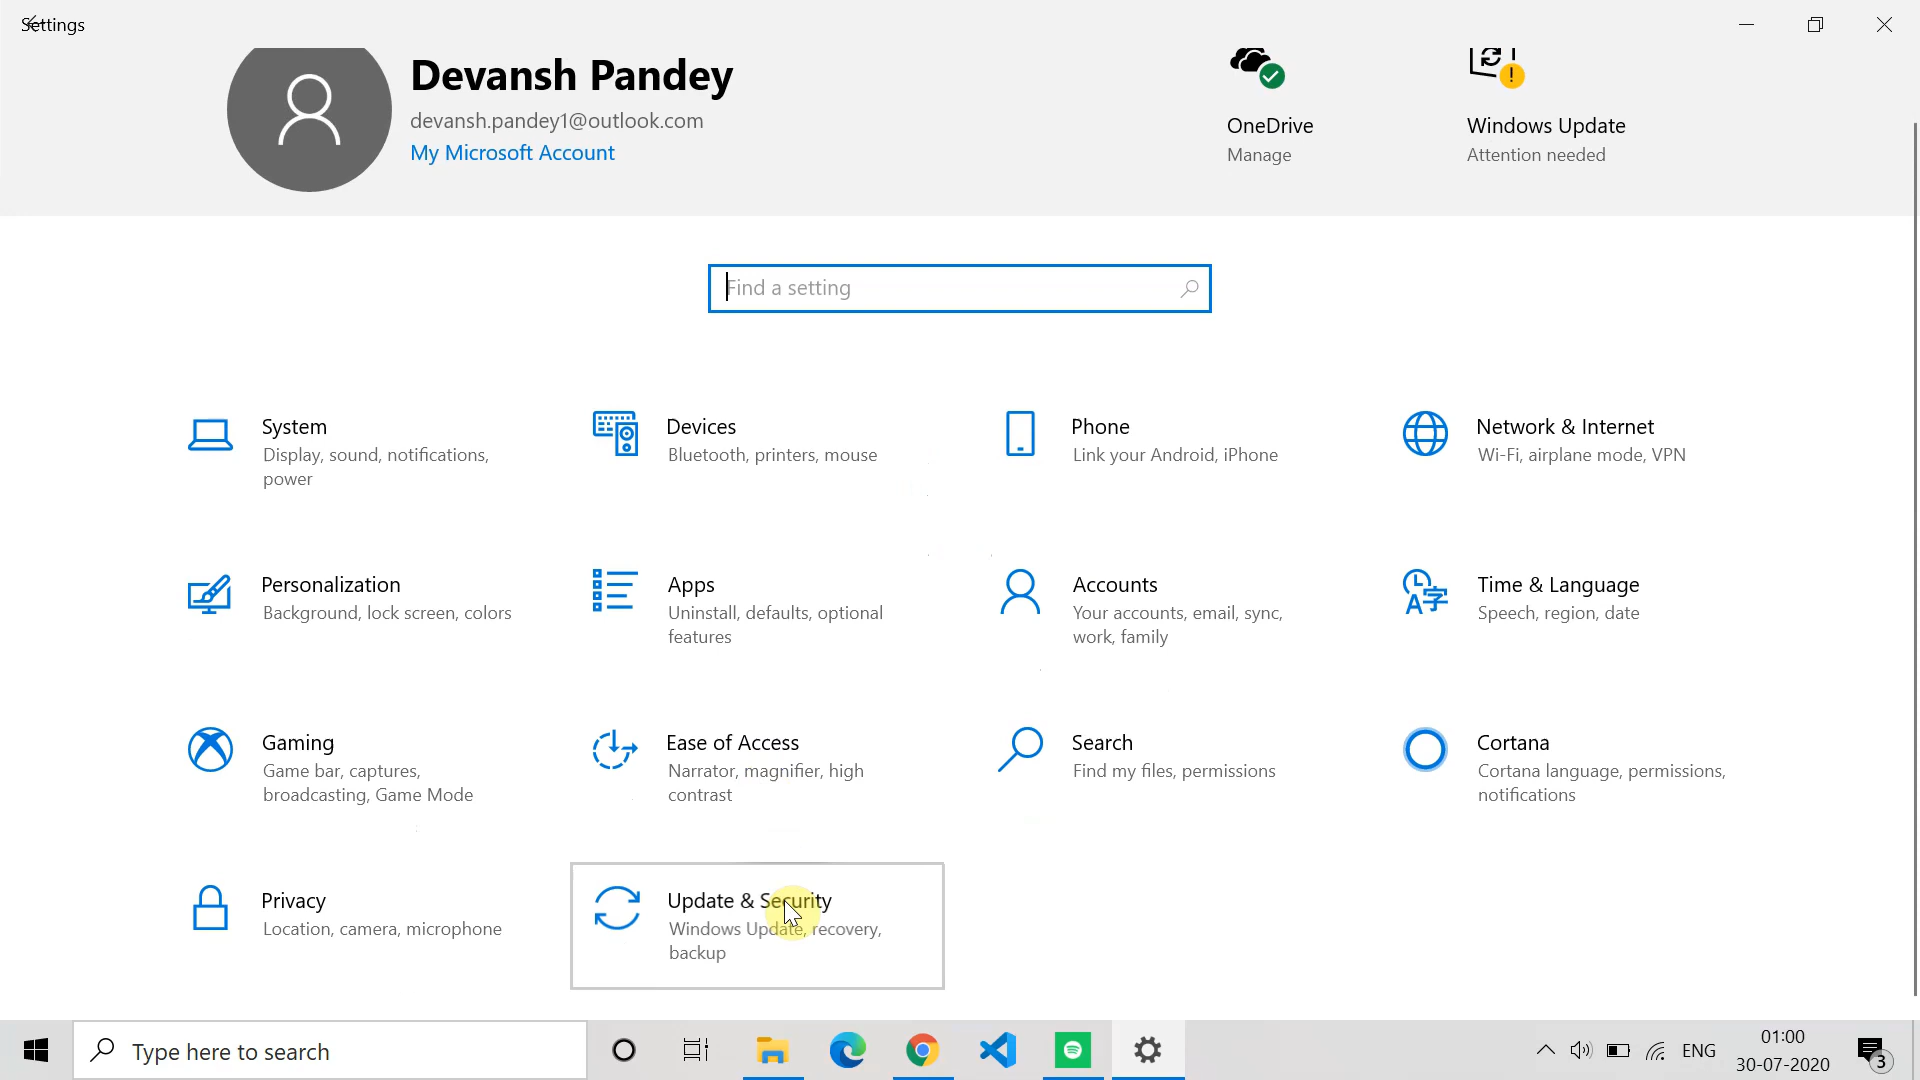 Settings
Devansh Pandey
devansh.pandey1@outlook.com
My Microsoft Account
OneDrive
Manage
Windows Update
Attention needed
Find a setting
System
Display, sound, notifications,
power
Devices
Bluetooth, printers, mouse
Phone
Link your Android, iPhone
Network & Internet
Wi-Fi, airplane mode, VPN
Personalization
Background, lock screen, colors
Apps
Uninstall, defaults, optional
features
Accounts
Your accounts, email, sync,
work, family
Time & Language
Speech, region, date
Gaming
Game bar, captures,
broadcasting, Game Mode
Ease of Access
Narrator, magnifier, high
contrast
Search
Find my files, permissions
Cortana
Cortana language, permissions,
notifications
Privacy
Location, camera, microphone
Update & Security
Windows Update, recovery,
backup
Type here to search
ENG
01:00
30-07-2020
3